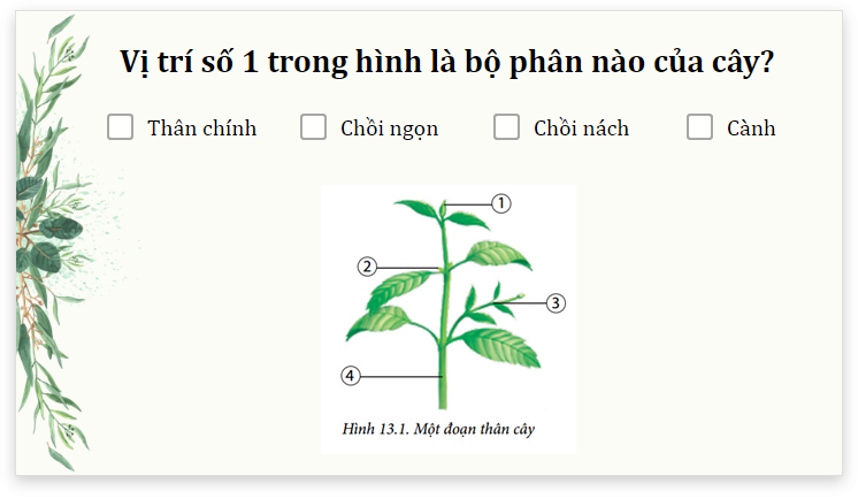 Vị trí số 1 trong hình là bộ phân nào của cây?
Thân chính Chồi ngọn Chồi nách Cành
1
2
3
4
Hình 13.1. Một đoạn thân cây